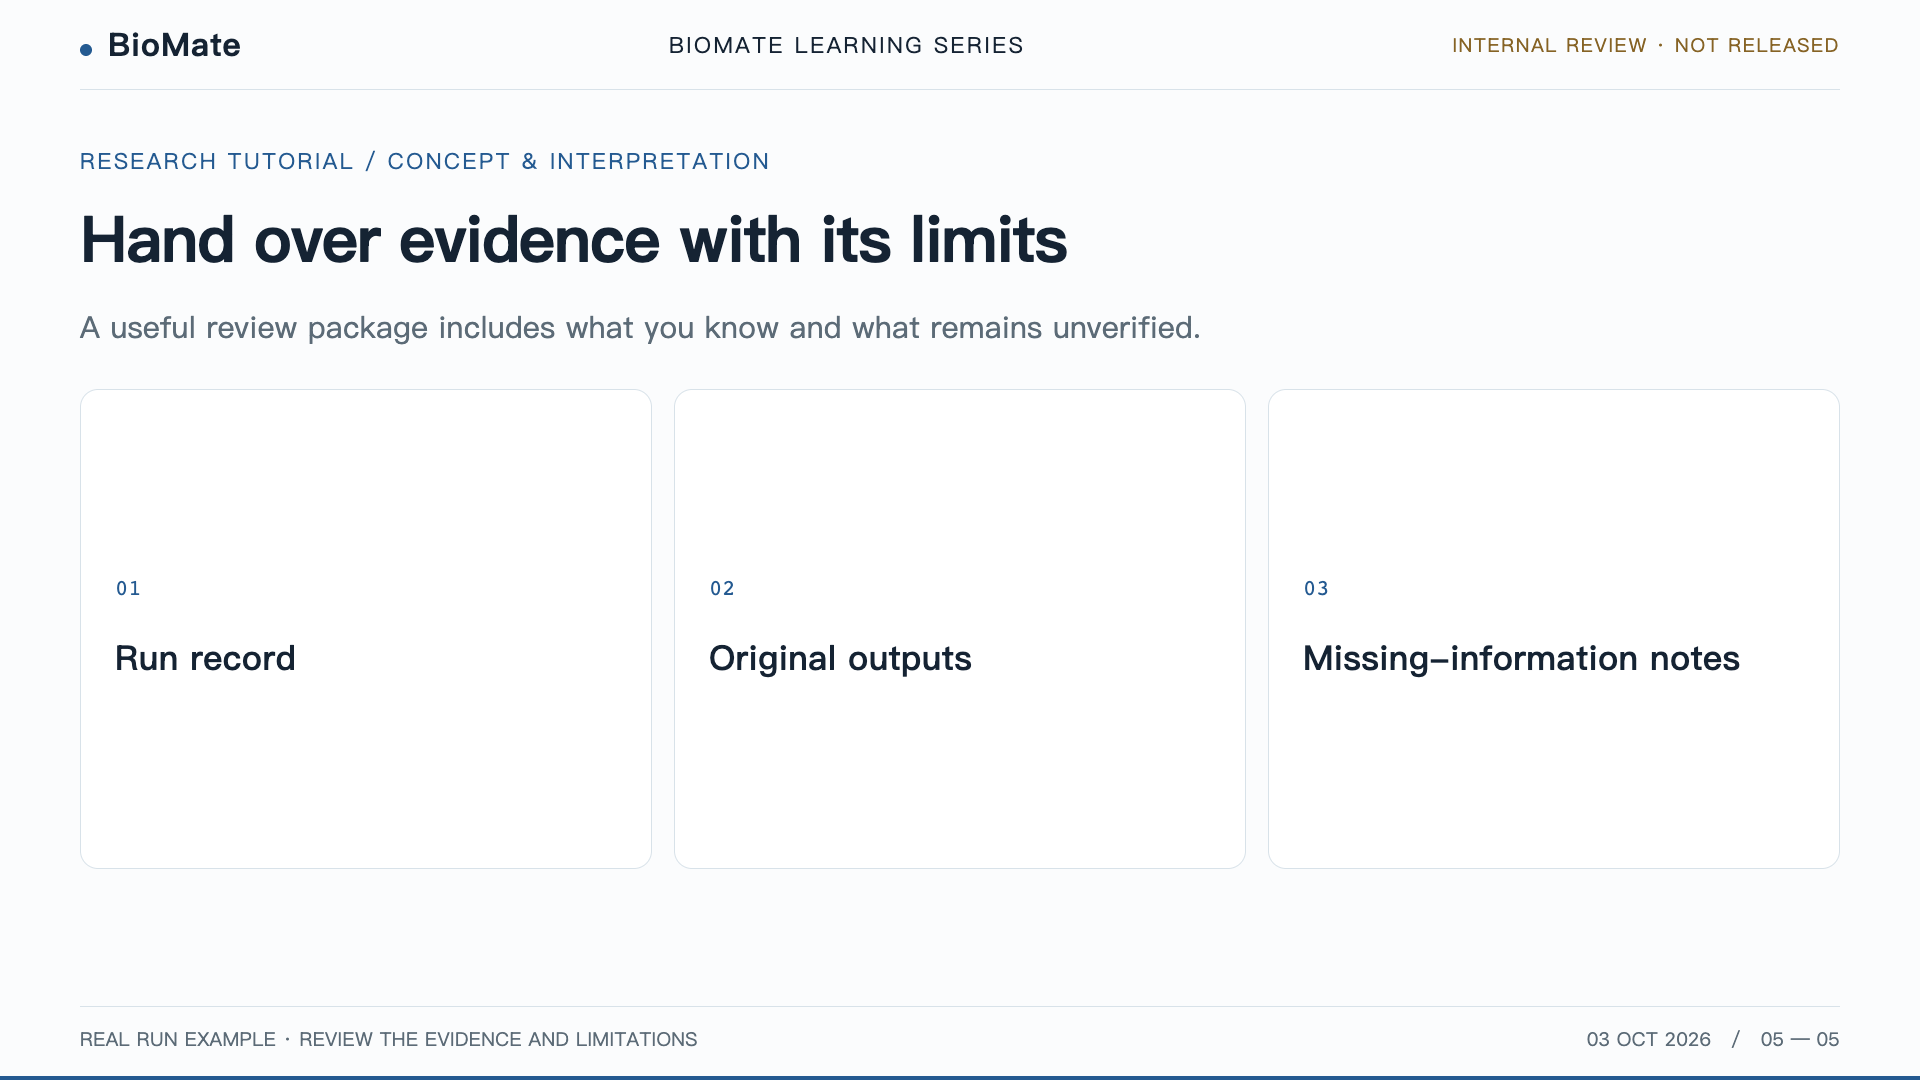 BioMate
BIOMATE LEARNING SERIES
INTERNAL REVIEW · NOT RELEASED
RESEARCH TUTORIAL / CONCEPT & INTERPRETATION
Hand over evidence with its limits
A useful review package includes what you know and what remains unverified.
01
Run record
02
Original outputs
03
Missing–information notes
REAL RUN EXAMPLE · REVIEW THE EVIDENCE AND LIMITATIONS
03 OCT 2026 / 05 — 05